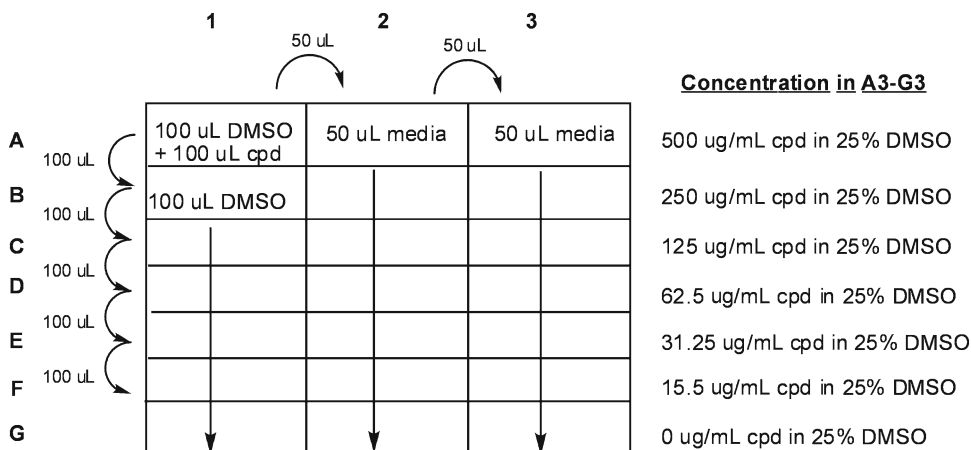 1 2 3
50 uL 50 uL
Concentration in A3-G3
A 100 uL DMSO 50 uL media 50 uL media 500 ug/mL cpd in 25% DMSO
+ 100 uL cpd
100 uL
B 100 uL DMSO 250 ug/mL cpd in 25% DMSO
100 uL
C 125 ug/mL cpd in 25% DMSO
100 uL
D 62.5 ug/mL cpd in 25% DMSO
100 uL
E 31.25 ug/mL cpd in 25% DMSO
100 uL
F 15.5 ug/mL cpd in 25% DMSO
G 0 ug/mL cpd in 25% DMSO